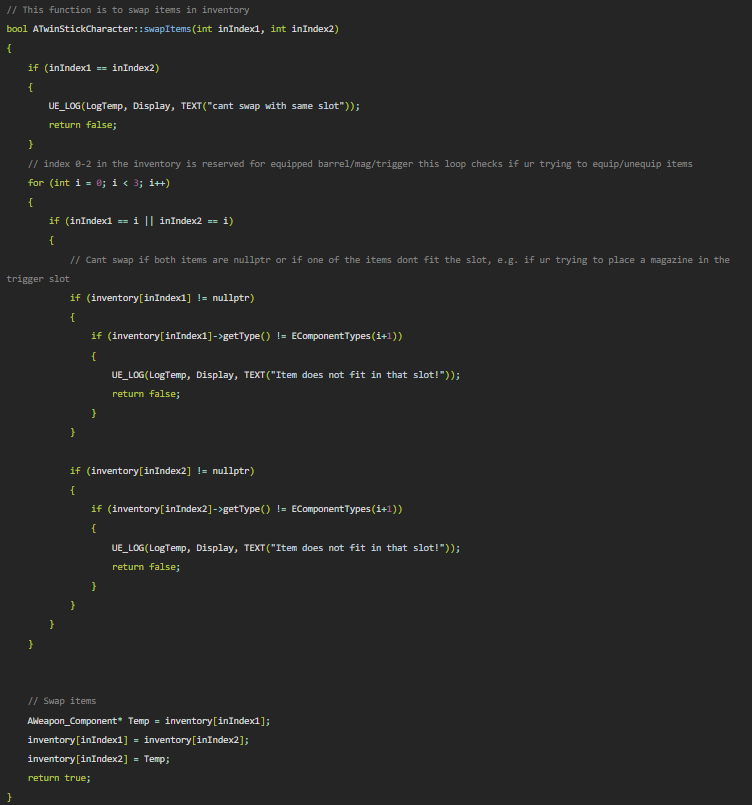 // This function is to swap items in inventory
bool ATwinStickCharacter::swapItems(int inIndex1, int inIndex2)
{
    if (inIndex1 == inIndex2)
    {
        UE_LOG(LogTemp, Display, TEXT("cant swap with same slot"));
        return false;
    }
    // index 0-2 in the inventory is reserved for equipped barrel/mag/trigger this loop checks if ur trying to equip/unequip items
    for (int i = 0; i < 3; i++)
    {
        if (inIndex1 == i || inIndex2 == i)
        {
            // Cant swap if both items are nullptr or if one of the items dont fit the slot, e.g. if ur trying to place a magazine in the
trigger slot
            if (inventory[inIndex1] != nullptr)
            {
                if (inventory[inIndex1]->getType() != EComponentTypes(i+1))
                {
                    UE_LOG(LogTemp, Display, TEXT("Item does not fit in that slot!"));
                    return false;
                }
            }

            if (inventory[inIndex2] != nullptr)
            {
                if (inventory[inIndex2]->getType() != EComponentTypes(i+1))
                {
                    UE_LOG(LogTemp, Display, TEXT("Item does not fit in that slot!"));
                    return false;
                }
            }
        }
    }


    // Swap items
    AWeapon_Component* Temp = inventory[inIndex1];
    inventory[inIndex1] = inventory[inIndex2];
    inventory[inIndex2] = Temp;
    return true;
}